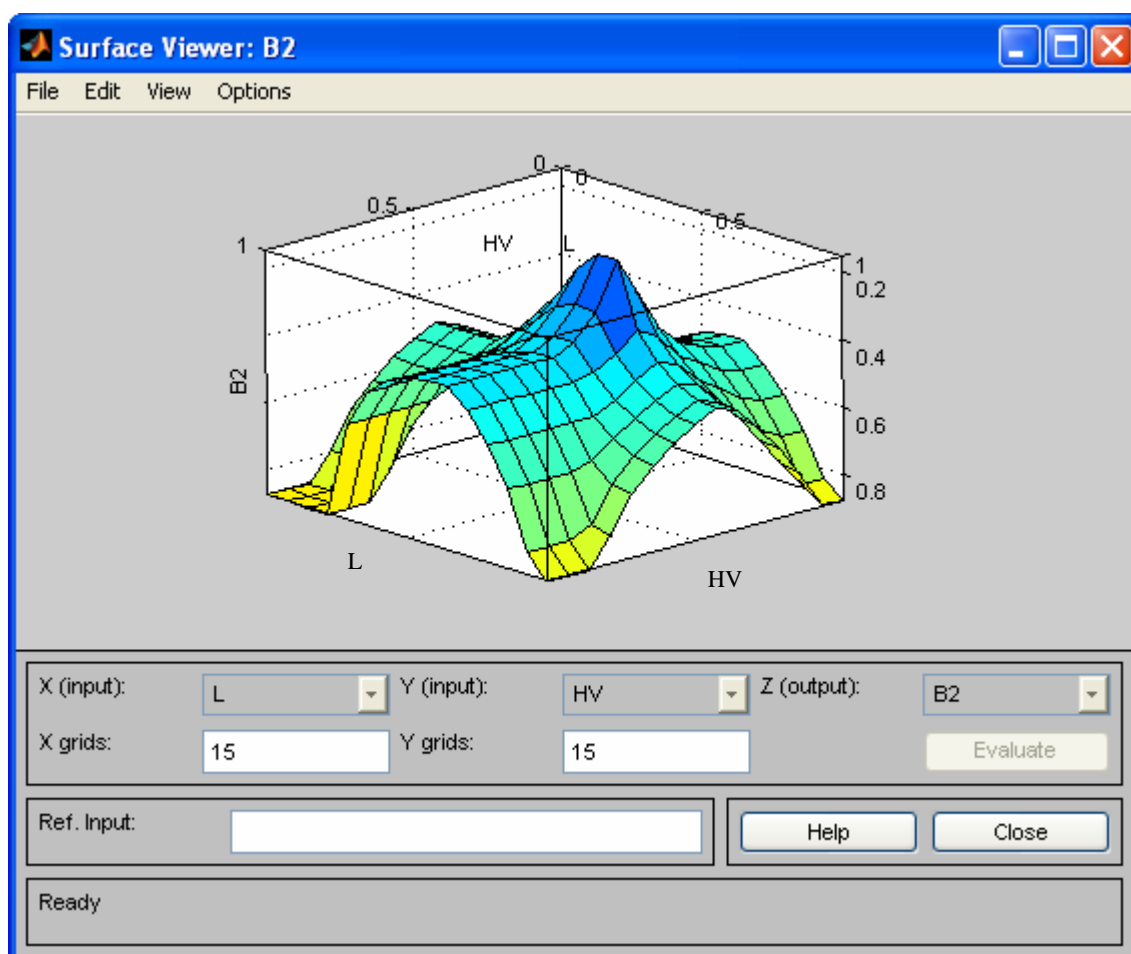 Surface Viewer: B2
File Edit View Options
0 0
0.5 0.5
1 HV L 1
0.2
0.4
B2
0.6
0.8
L HV
X (input): L Y (input): HV Z (output): B2
X grids: 15 Y grids: 15 Evaluate
Ref. Input: Help Close
Ready